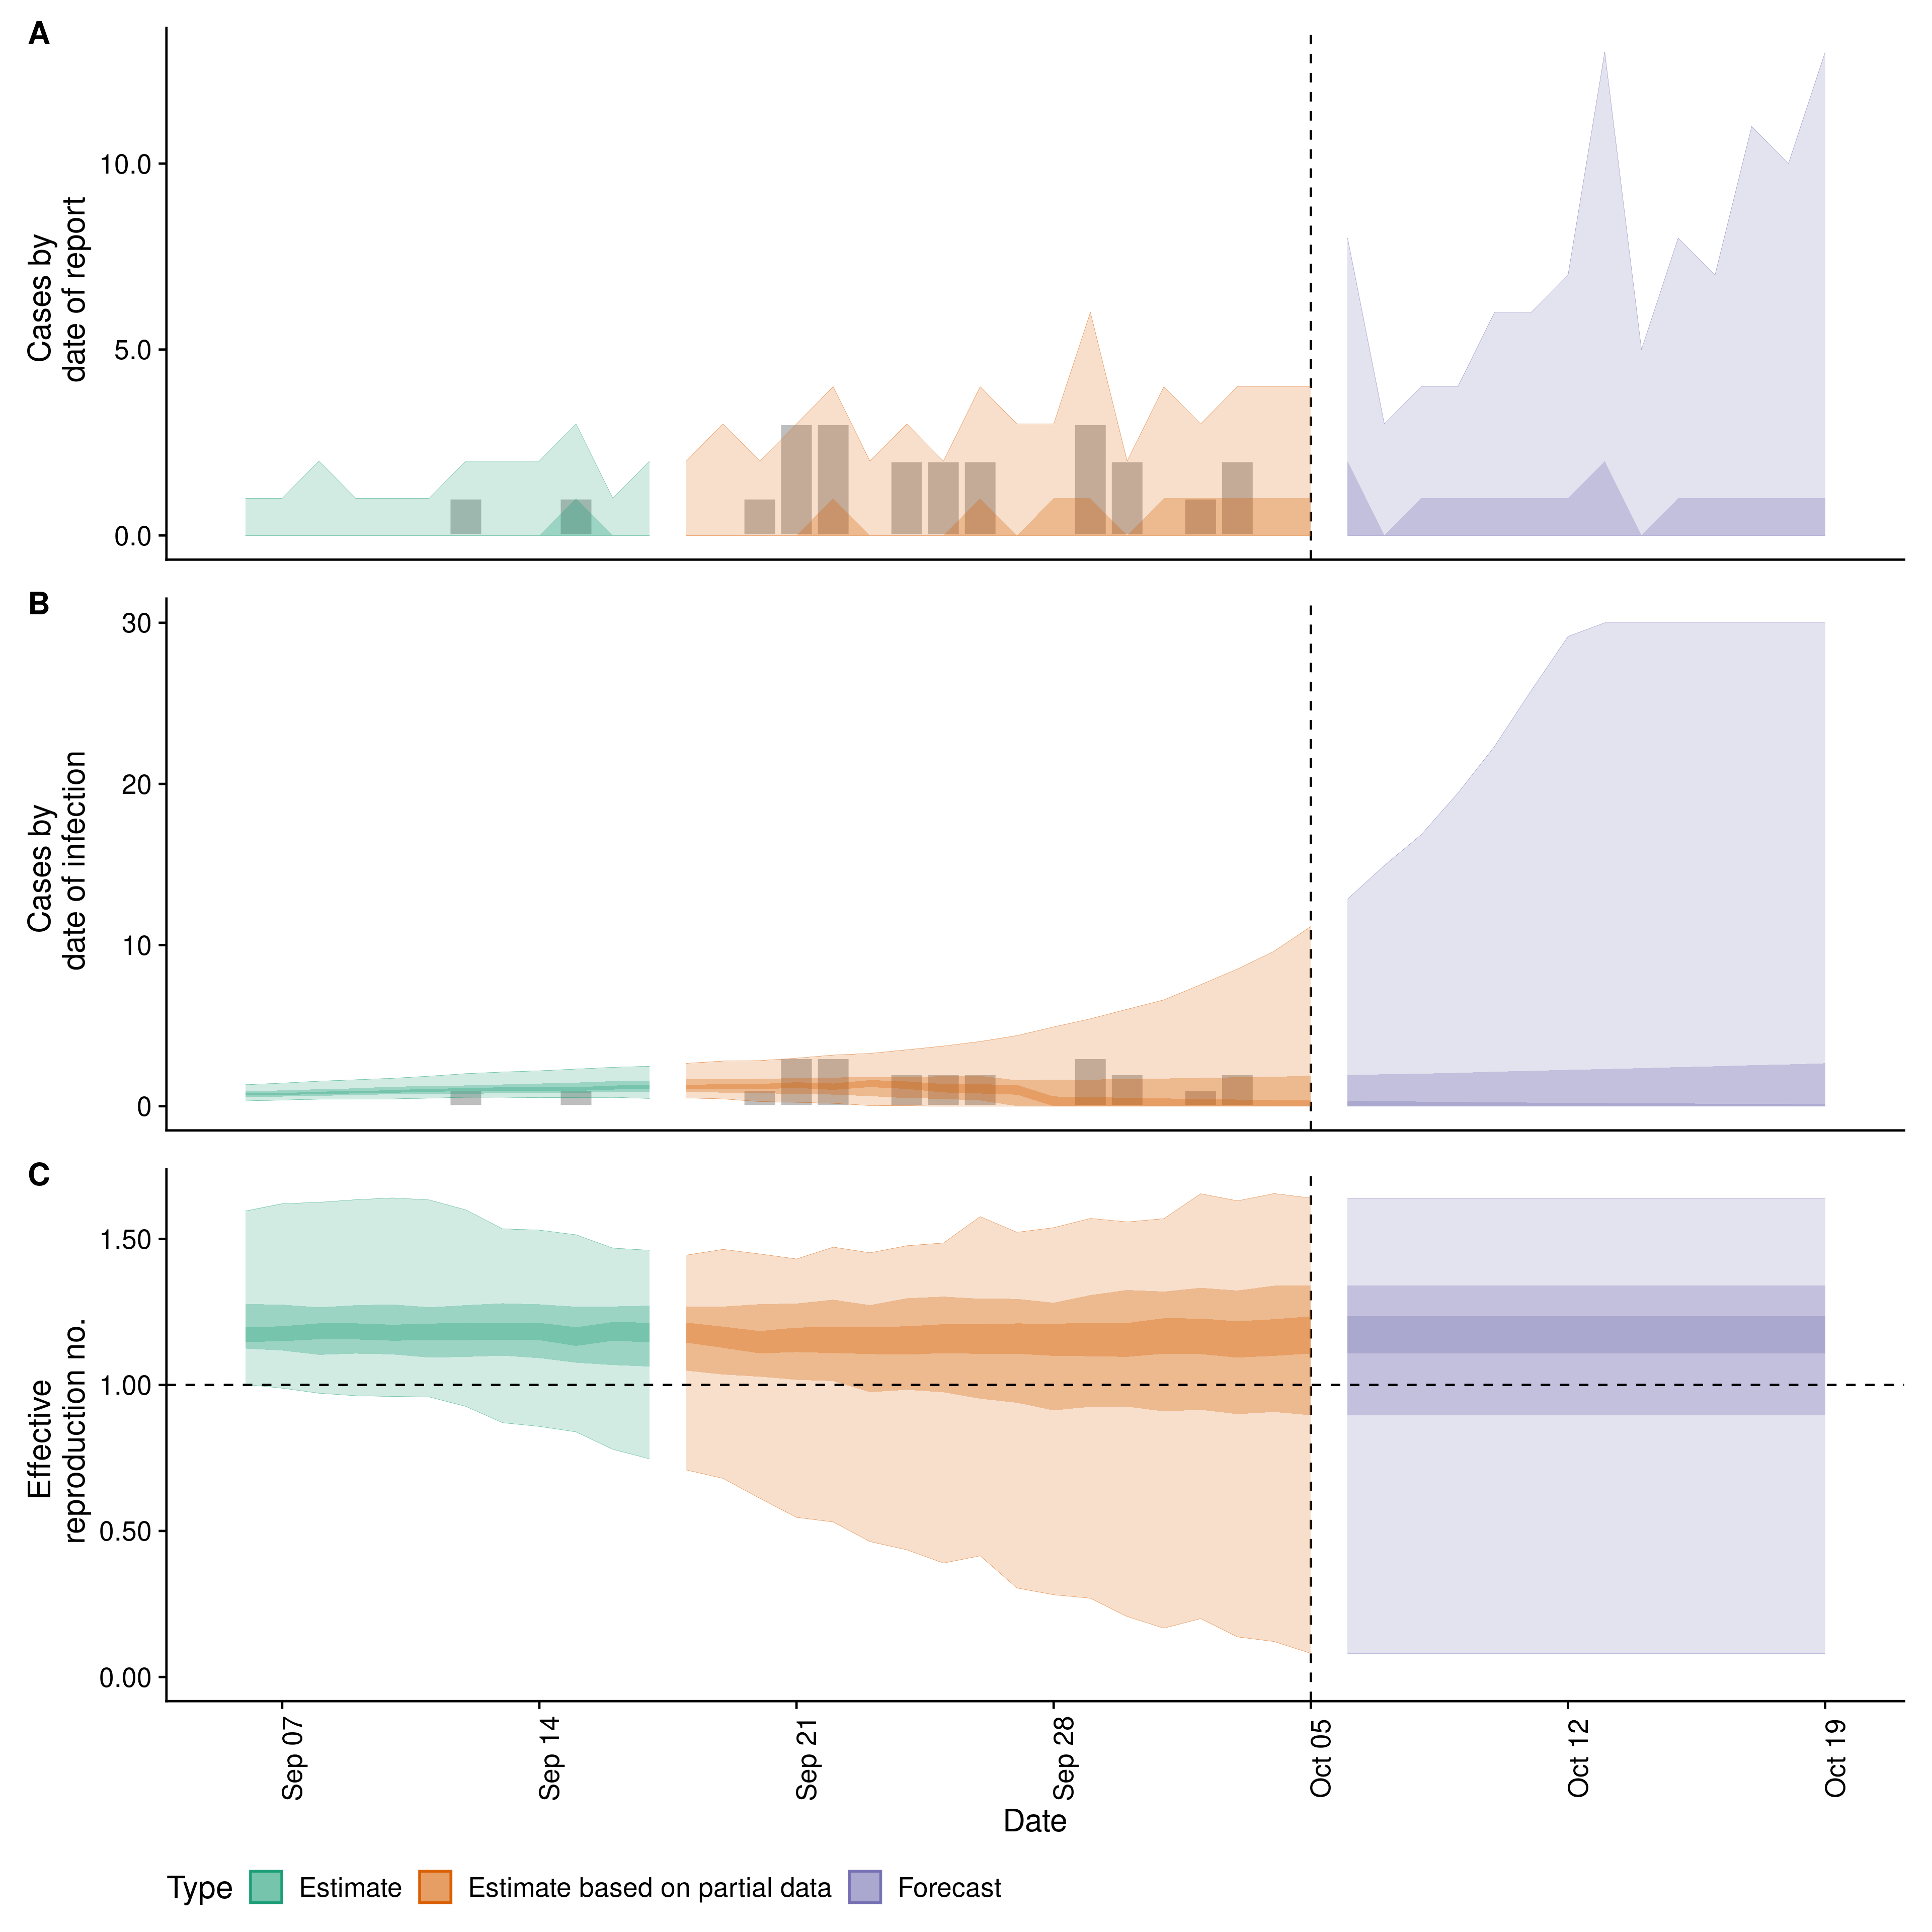 A
Cases by
date of report
10.0
5.0
0.0
B
Cases by
date of infection
30
20
10
0
C
Effective
reproduction no.
1.50
1.00
0.50
0.00
Sep 07
Sep 14
Sep 21
Sep 28
Oct 05
Oct 12
Oct 19
Date
Type Estimate Estimate based on partial data Forecast